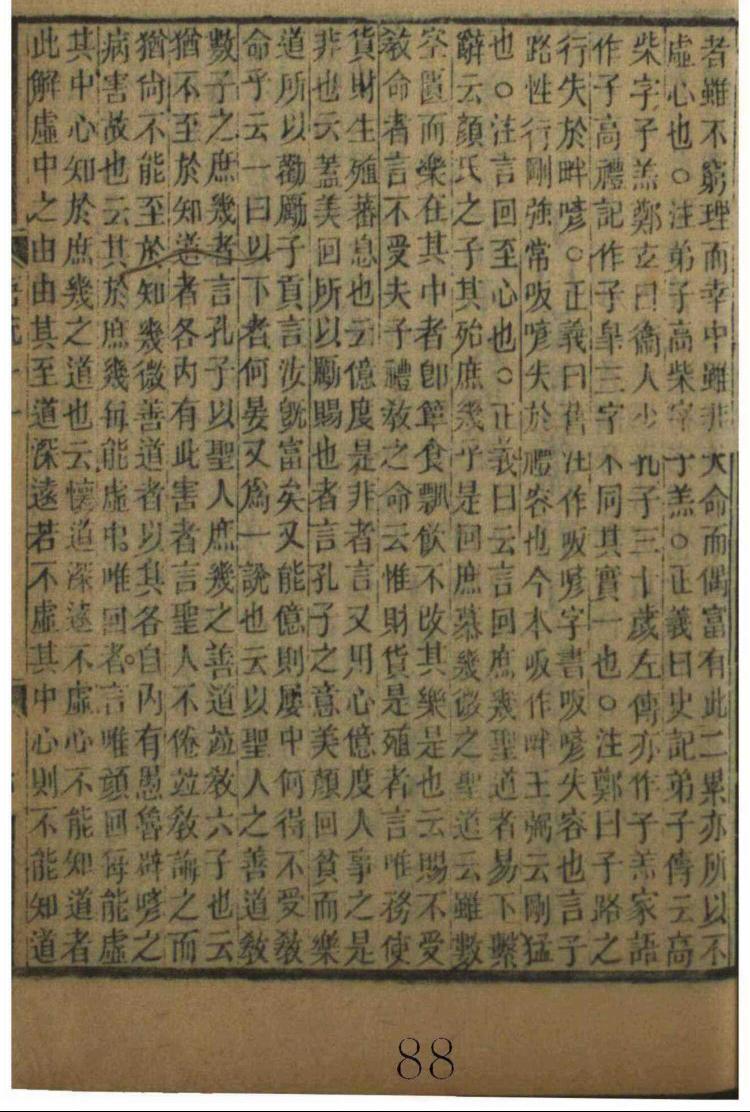 者雖不窮理而幸中雖非天命而偶富有此二累亦所以不
虛心也○注弟子高柴字子羔○正義曰史記弟子傳云高
柴字子羔鄭玄曰衞人少孔子三十歲左傳亦作子羔家語
作子高禮記作子臯三字不同其實一也○注鄭曰子路之
行失於畔喭○正義曰舊注作吸喭字書吸喭失容也言子
路性行剛強常吸喭失於禮容也今本吸作畔王弼云剛猛
也○注言回至心也○正義曰云言回庶幾聖道者易下繫
辭云顔氏之子其殆庶幾乎是回庶慕幾微之聖道云雖數
空匱而樂在其中者卽簞食瓢飲不改其樂是也云賜不受
敎命者言不受夫子禮敎之命云惟財貨是殖者言唯務使
貨財生殖蕃息也云億度是非者言又用心億度人事之是
非也云蓋美回所以勵賜也者言孔子之意美顔回貧而樂
道所以勸勵子貢言汝旣富矣又能億則屢中何得不受敎
命乎云一曰以下者何晏又爲一說也云以聖人之善道敎
數子之庶幾者言孔子以聖人庶幾之善道並敎六子也云
猶不至於知道者各內有此害者言聖人不倦並敎誨之而
猶尙不能至於知幾微善道者以其各自內有愚魯辟喭之
病害故也云其於庶幾每能虛中唯回者言唯顔回每能虛
其中心知於庶幾之道也云懷道深遠不虛心不能知道者
此解虛中之由由其至道深遠若不虛其中心則不能知道
88